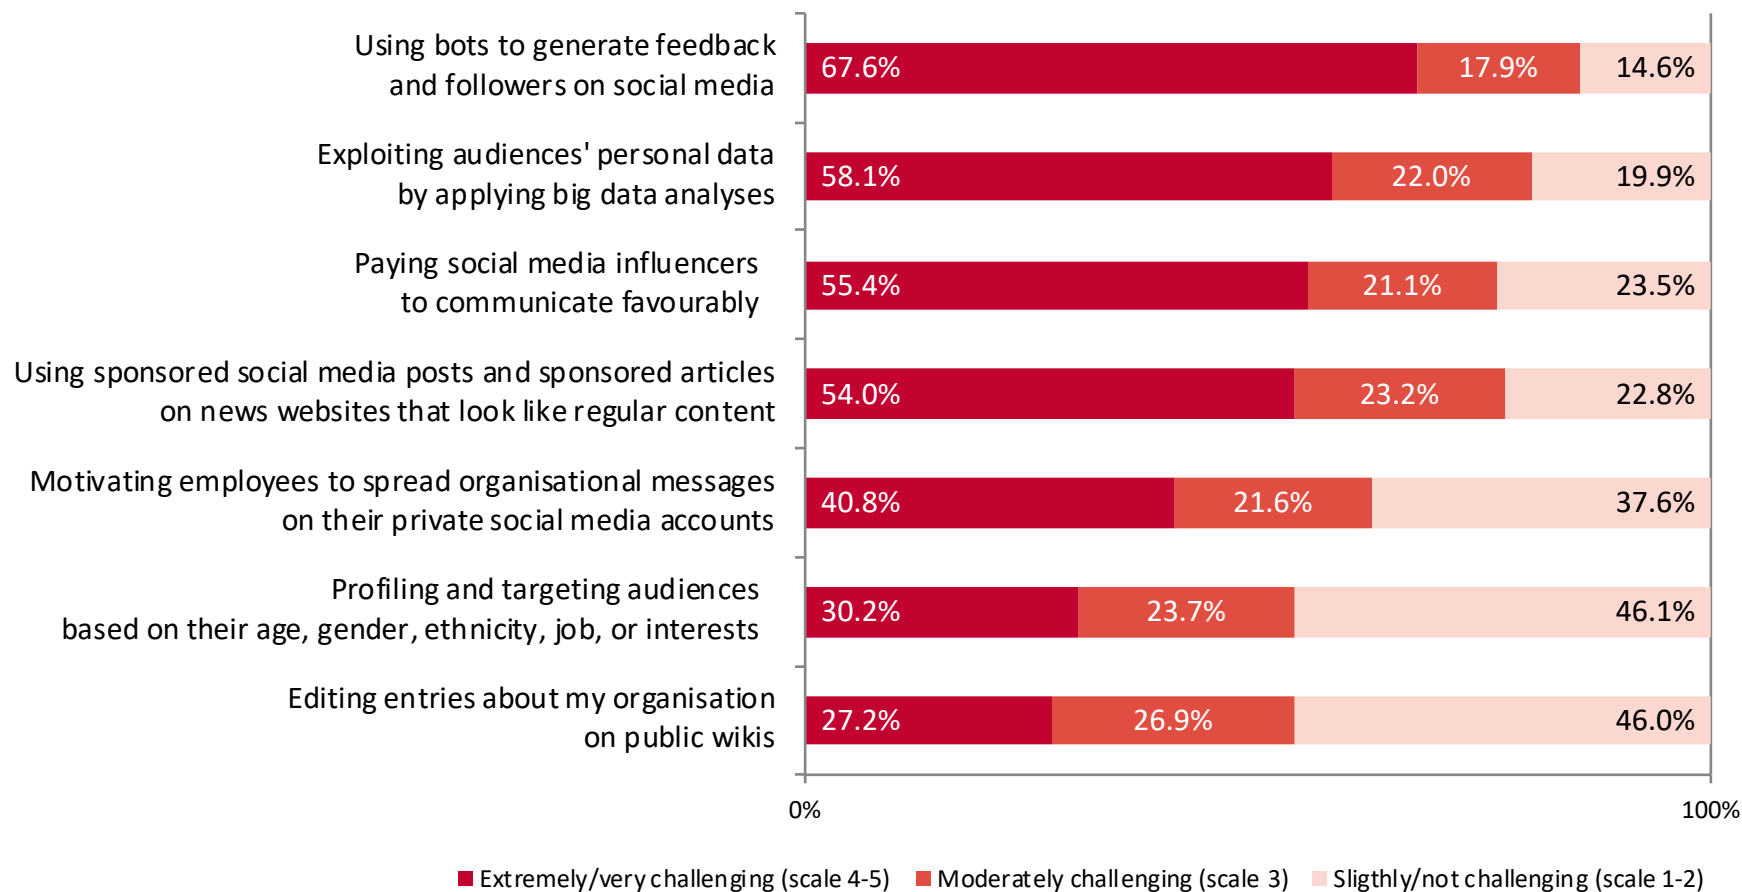 Using bots to generate feedback
and followers on social media
67.6% 17.9% 14.6%
Exploiting audiences' personal data
by applying big data analyses
58.1% 22.0% 19.9%
Paying social media influencers
to communicate favourably
55.4% 21.1% 23.5%
Using sponsored social media posts and sponsored articles
on news websites that look like regular content
54.0% 23.2% 22.8%
Motivating employees to spread organisational messages
on their private social media accounts
40.8% 21.6% 37.6%
Profiling and targeting audiences
based on their age, gender, ethnicity, job, or interests
30.2% 23.7% 46.1%
Editing entries about my organisation
on public wikis
27.2% 26.9% 46.0%
0% 100%
Extremely/very challenging (scale 4-5) Moderately challenging (scale 3) Sligthly/not challenging (scale 1-2)